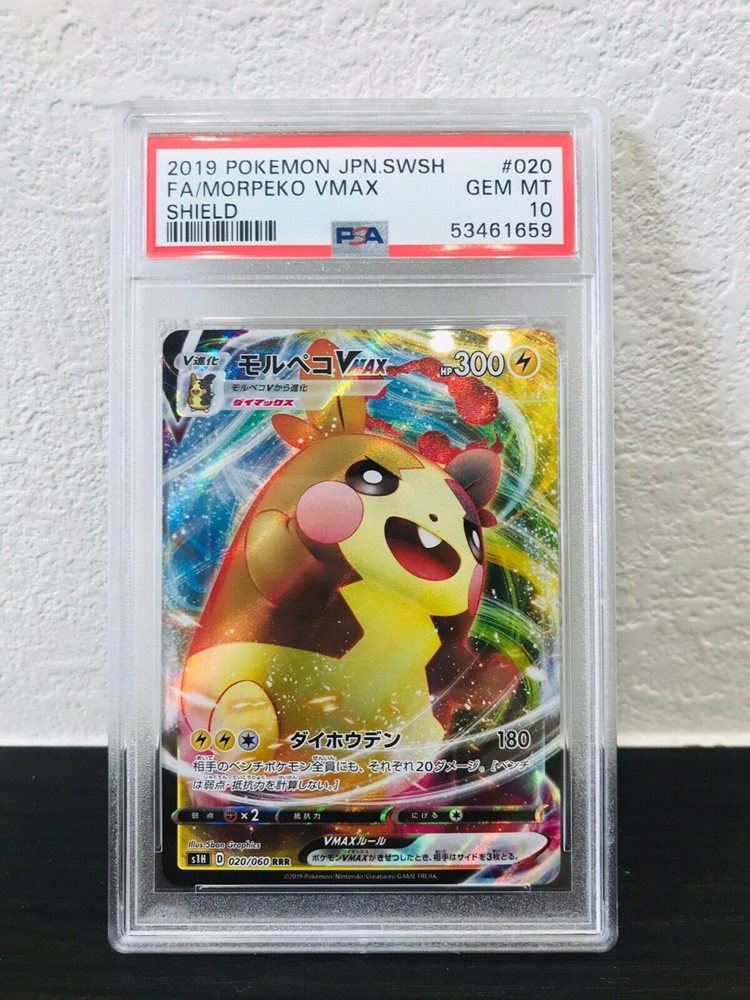 2019 POKEMON JPN.SWSH #020
FA/MORPEKO VMAX GEM MT
SHIELD 10
PSA 53461659
V進化 モルペコVMAX HP300
モルペコVから進化
ダイマックス
ダイホウデン 180
相手のベンチポケモン全員にも、それぞれ20ダメージ。[ベンチ
は弱点・抵抗力を計算しない。]
弱点 ×2 抵抗力 にげる
VMAXルール
ポケモンVMAXがきぜつしたとき、相手はサイドを3枚とる。
Illus.5ban Graphics
s1H D 020/060 RRR
©2019 Pokémon/Nintendo/Creatures/GAME FREAK.